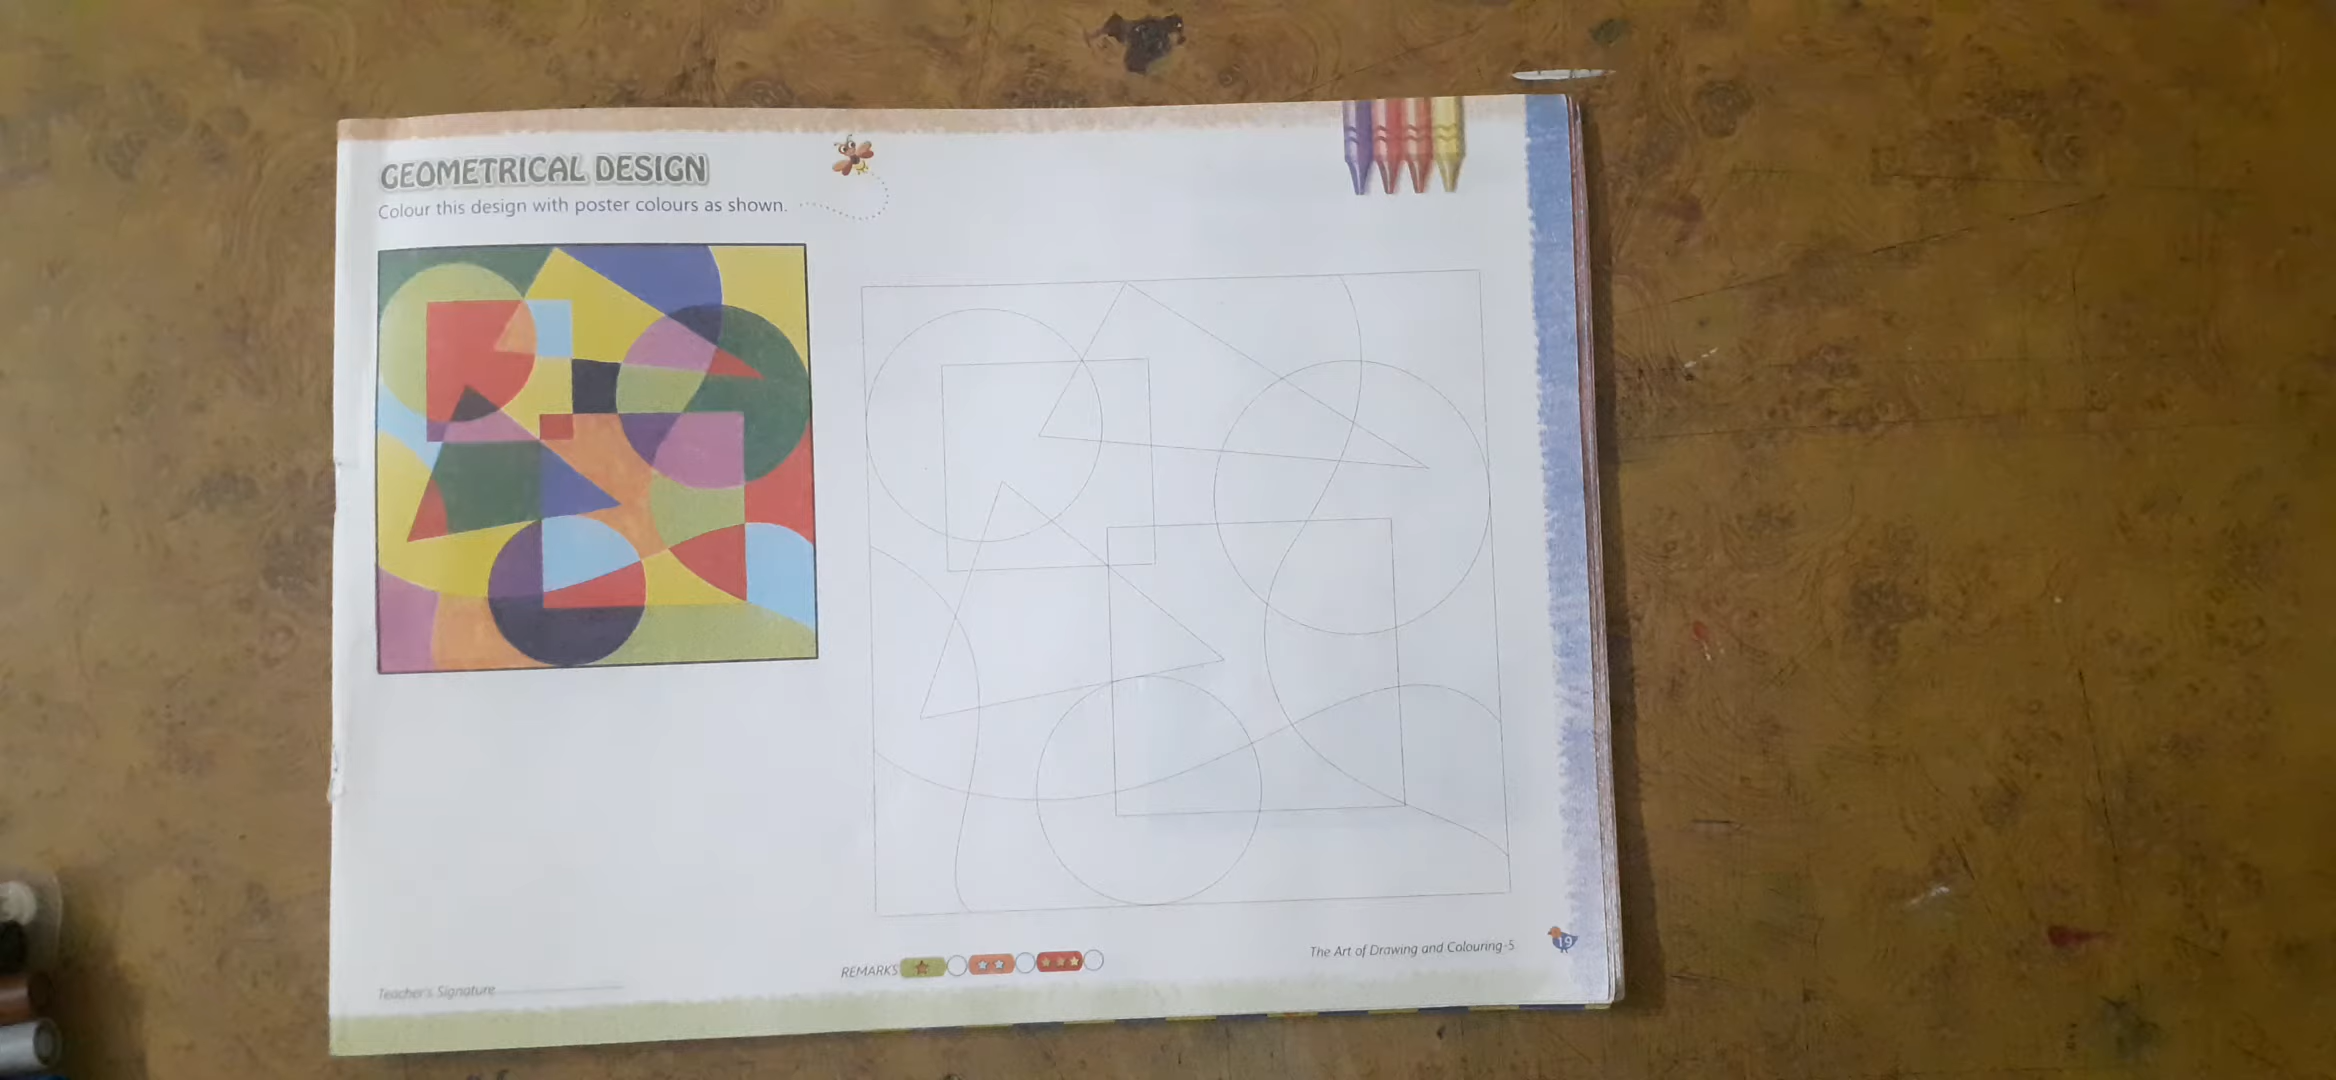 GEOMETRICAL DESIGN
Colour this design with poster colours as shown.
REMARKS
The Art of Drawing and Colouring-5
19
Teacher's Signature